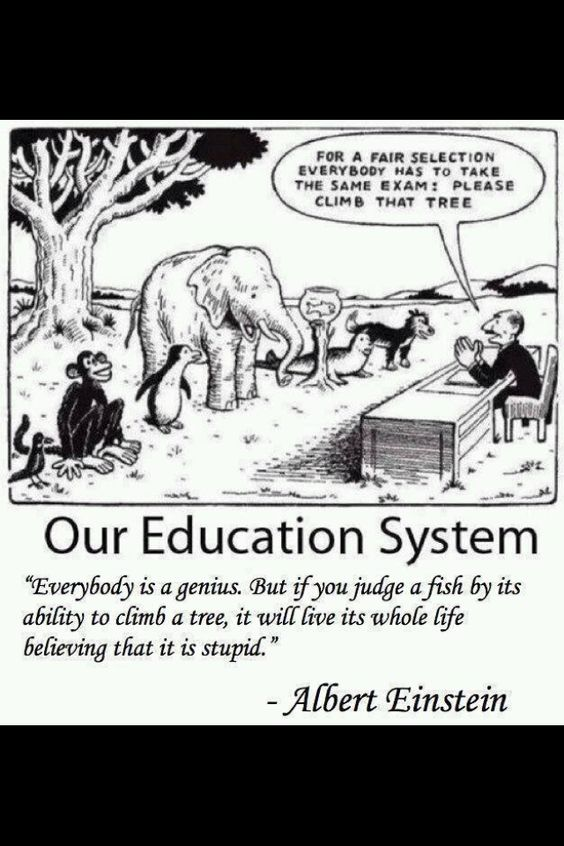 FOR A FAIR SELECTION
EVERYBODY HAS TO TAKE
THE SAME EXAM: PLEASE
CLIMB THAT TREE
Our Education System
“Everybody is a genius. But if you judge a fish by its
ability to climb a tree, it will live its whole life
believing that it is stupid.”
- Albert Einstein